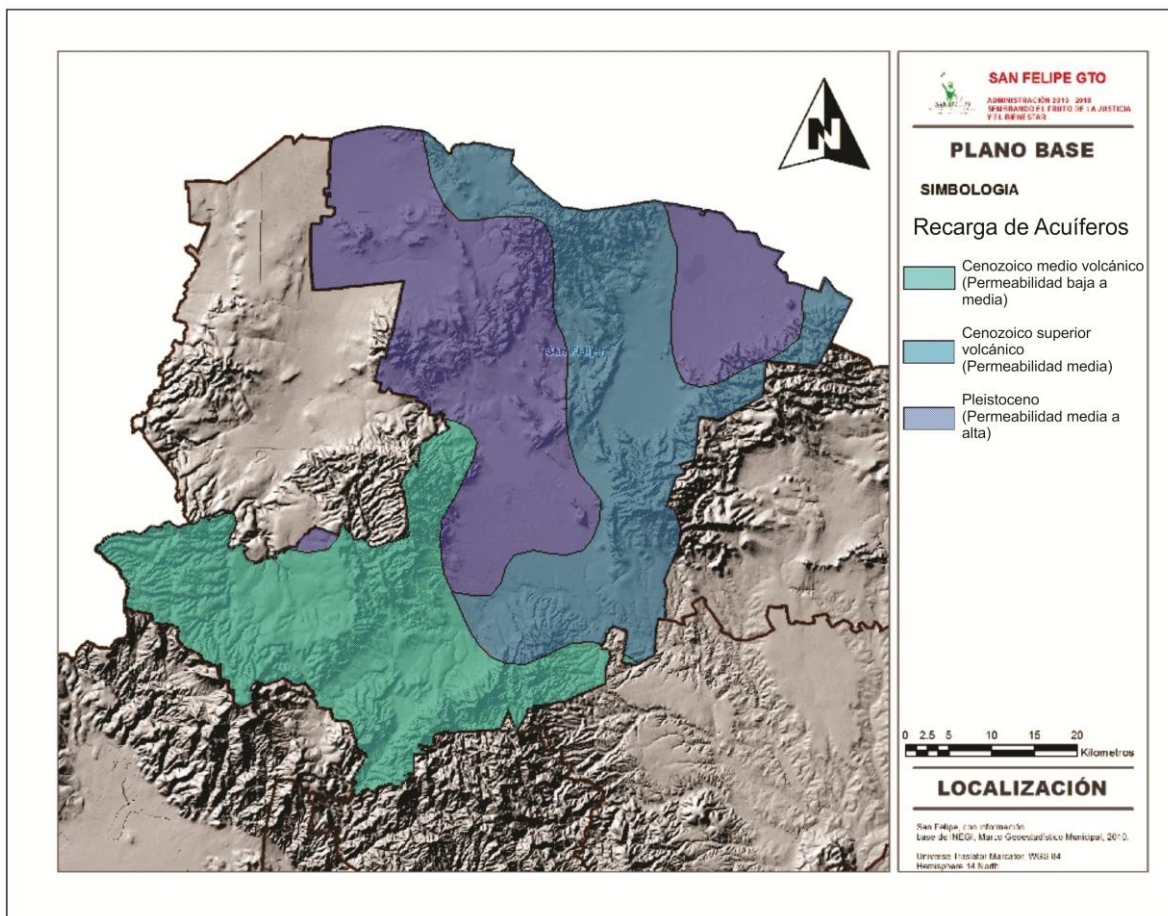 N
San Felipe
SAN FELIPE GTO
ADMINISTRACIÓN 2015 - 2018
SEMBRANDO EL FRUTO DE LA JUSTICIA
Y EL BIENESTAR
PLANO BASE
SIMBOLOGIA
Recarga de Acuíferos
Cenozoico medio volcánico
(Permeabilidad baja a
media)
Cenozoico superior
volcánico
(Permeabilidad media)
Pleistoceno
(Permeabilidad media a
alta)
0 2.5 5 10 15 20
Kilometros
LOCALIZACIÓN
San Felipe, con información
base de INEGI, Marco Geoestadístico Municipal, 2010.
Universo Traslator Marcator, WGS 84
Hemisphere 14 North